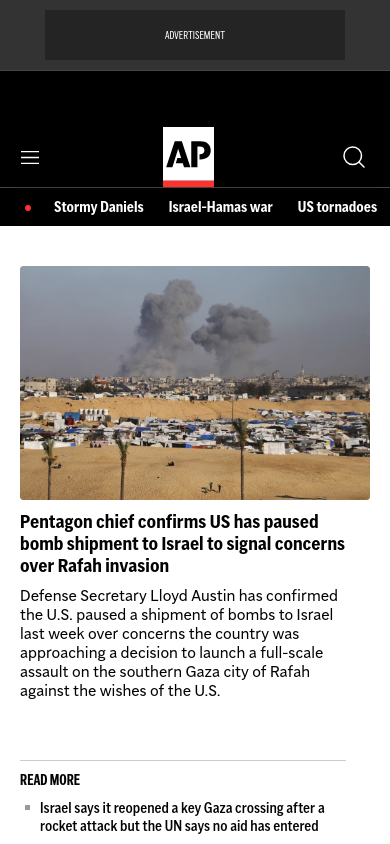 ADVERTISEMENT
AP
Stormy Daniels Israel-Hamas war US tornadoes
Pentagon chief confirms US has paused
bomb shipment to Israel to signal concerns
over Rafah invasion
Defense Secretary Lloyd Austin has confirmed
the U.S. paused a shipment of bombs to Israel
last week over concerns the country was
approaching a decision to launch a full-scale
assault on the southern Gaza city of Rafah
against the wishes of the U.S.
READ MORE
Israel says it reopened a key Gaza crossing after a
rocket attack but the UN says no aid has entered